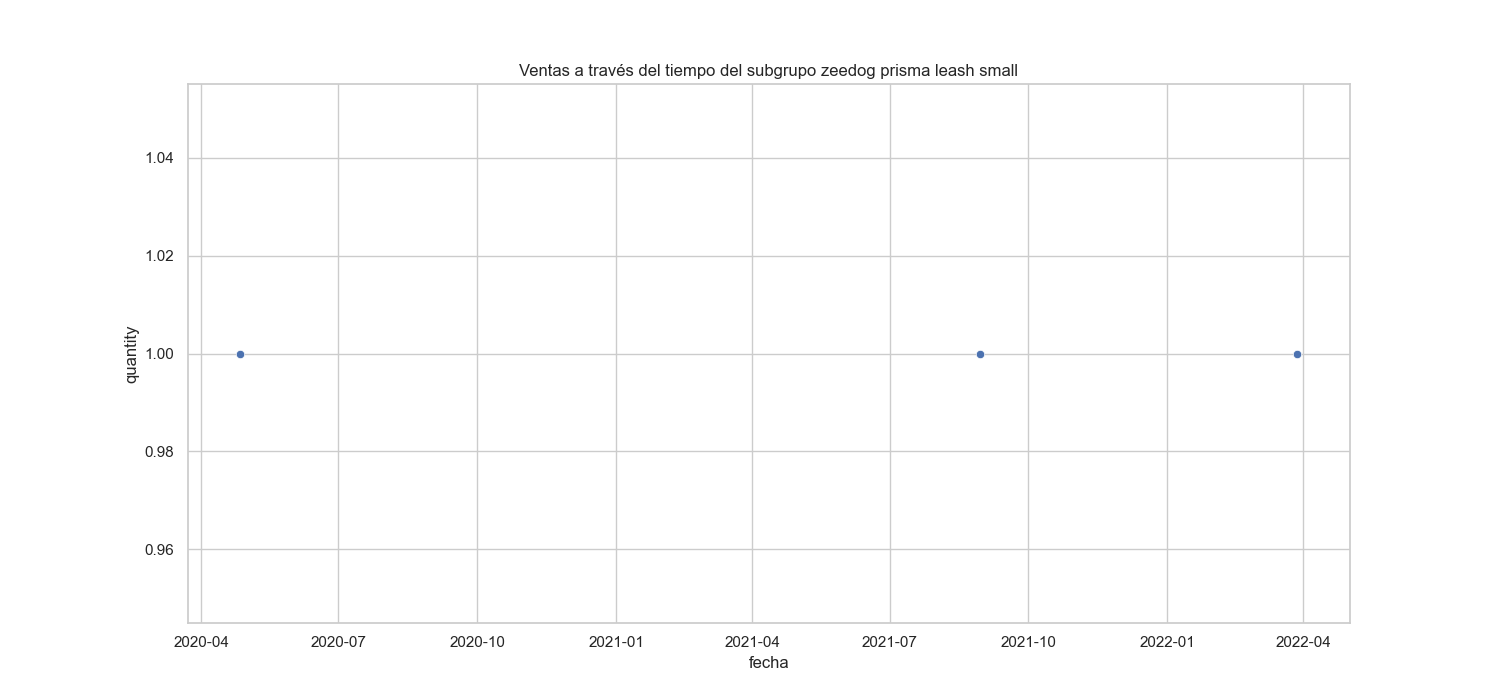 Ventas a través del tiempo del subgrupo zeedog prisma leash small
1.04
1.02
1.00
0.98
0.96
quantity
2020-04 2020-07 2020-10 2021-01 2021-04 2021-07 2021-10 2022-01 2022-04
fecha